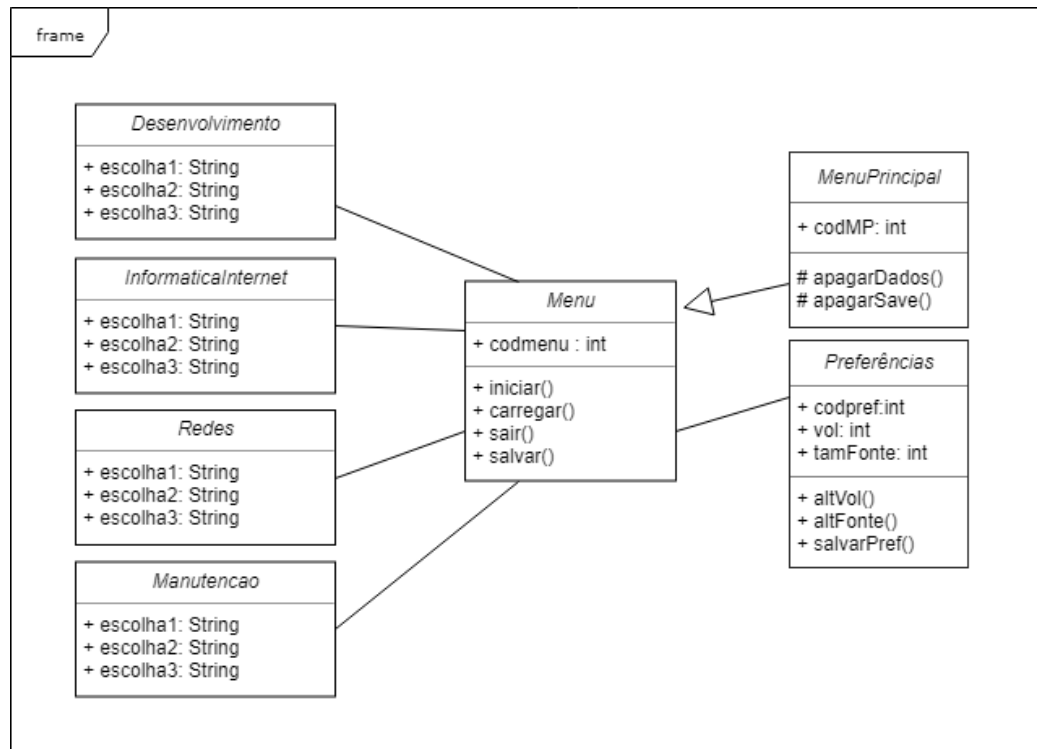 frame
Desenvolvimento
+ escolha1: String
+ escolha2: String
+ escolha3: String
InformaticaInternet
+ escolha1: String
+ escolha2: String
+ escolha3: String
Redes
+ escolha1: String
+ escolha2: String
+ escolha3: String
Manutencao
+ escolha1: String
+ escolha2: String
+ escolha3: String
Menu
+ codmenu : int
+ iniciar()
+ carregar()
+ sair()
+ salvar()
MenuPrincipal
+ codMP: int
# apagarDados()
# apagarSave()
Preferências
+ codpref:int
+ vol: int
+ tamFonte: int
+ altVol()
+ altFonte()
+ salvarPref()